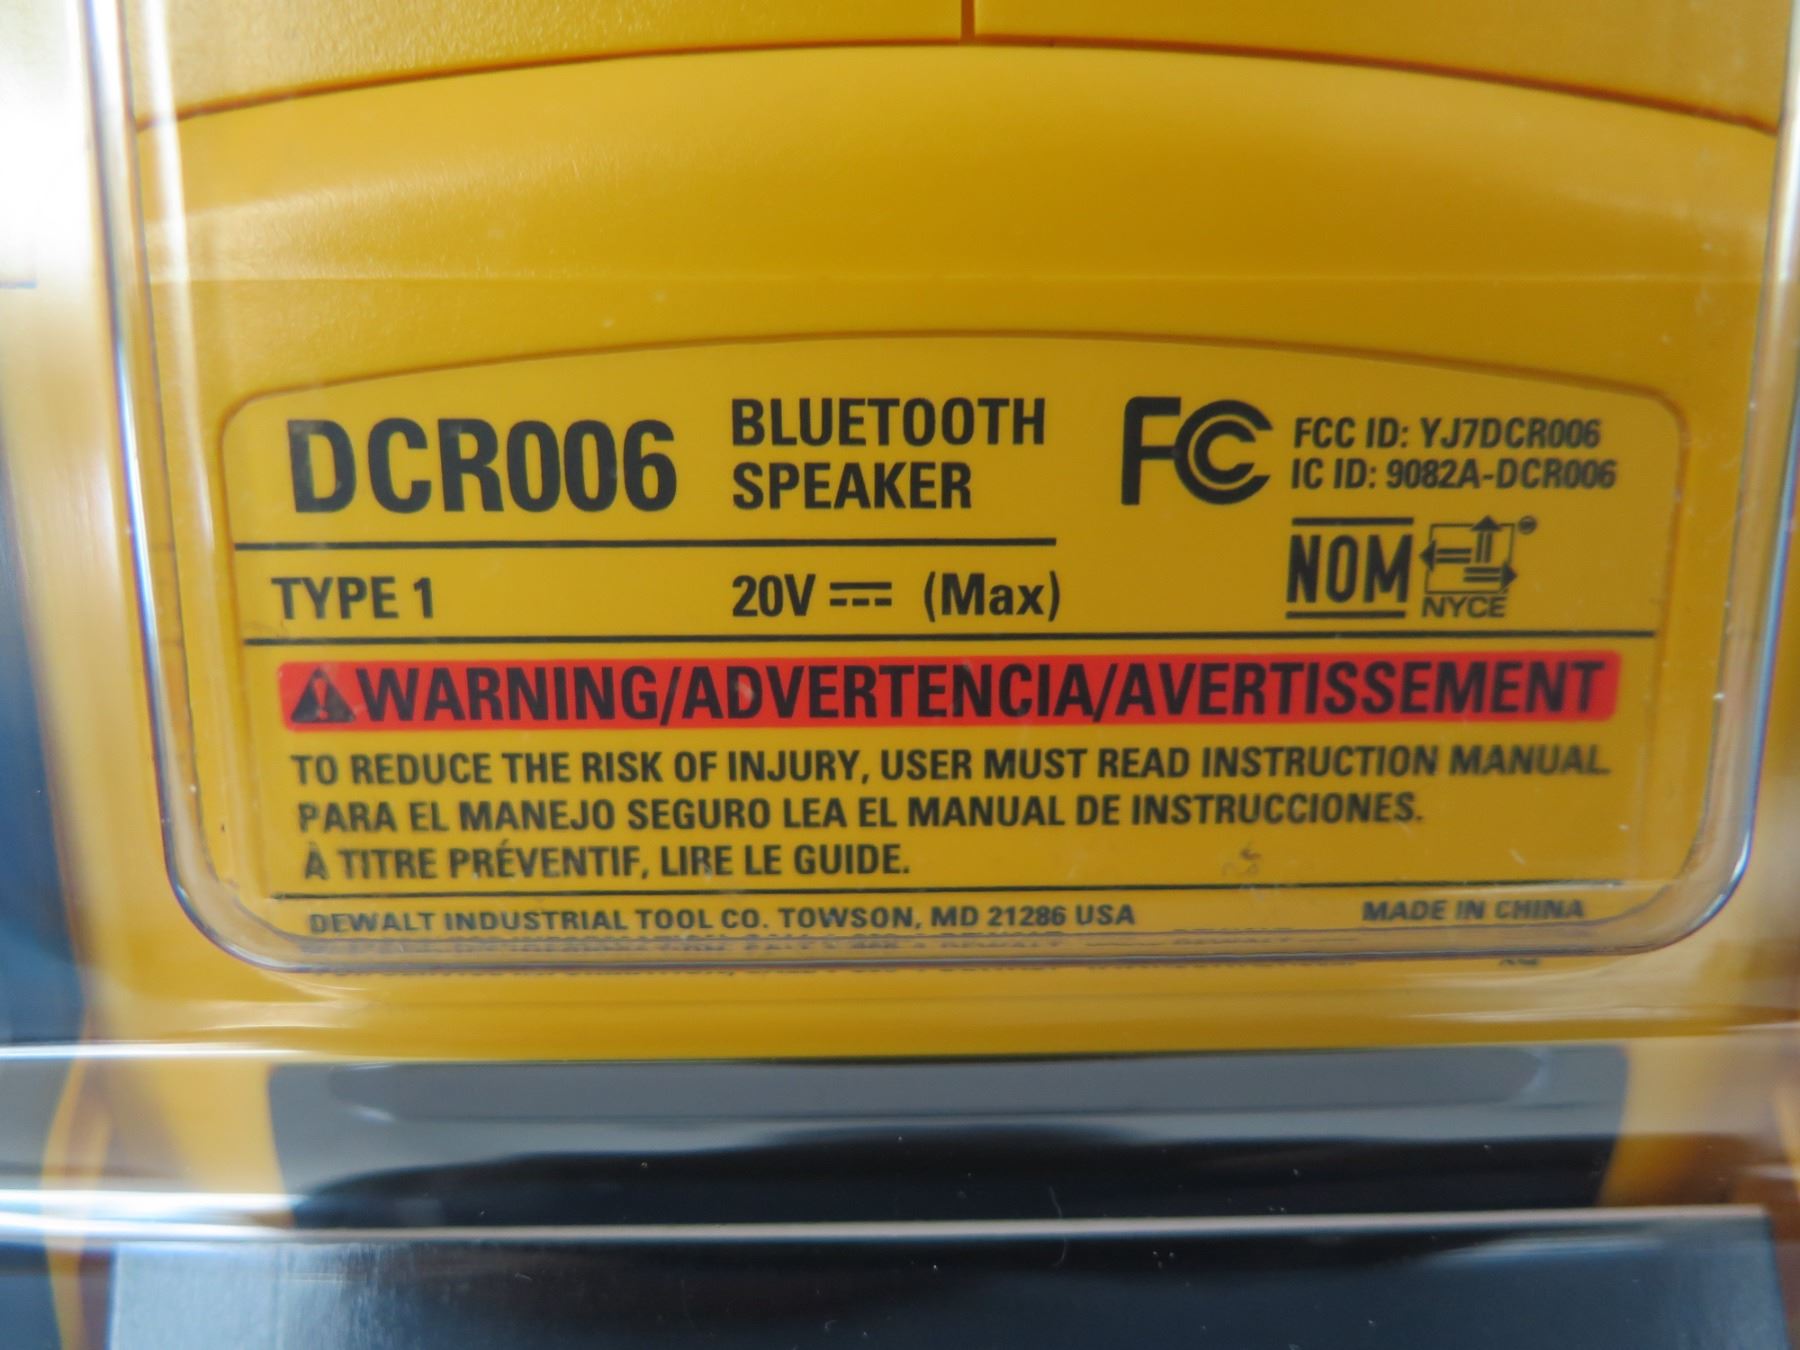 DCR006
BLUETOOTH
SPEAKER
FC
FCC ID: YJ7DCR006
IC ID: 9082A-DCR006
TYPE 1
20V (Max)
NOM
NYCE
WARNING/ADVERTENCIA/AVERTISSEMENT
TO REDUCE THE RISK OF INJURY, USER MUST READ INSTRUCTION MANUAL.
PARA EL MANEJO SEGURO LEA EL MANUAL DE INSTRUCCIONES.
À TITRE PRÉVENTIF, LIRE LE GUIDE.
DEWALT INDUSTRIAL TOOL CO. TOWSON, MD 21286 USA
MADE IN CHINA